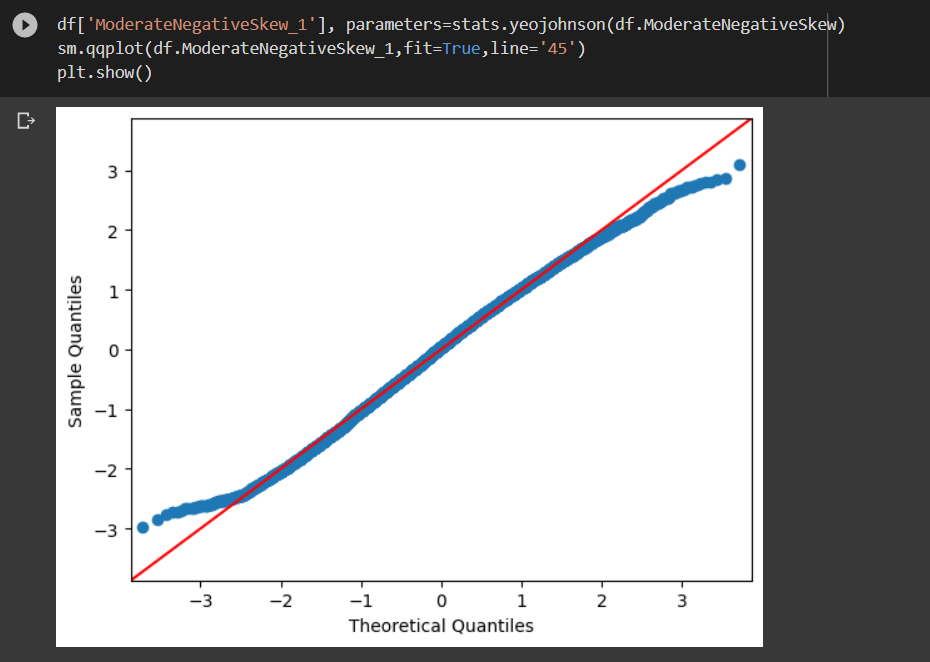 df['ModerateNegativeSkew_1'], parameters=stats.yeojohnson(df.ModerateNegativeSkew)
sm.qqplot(df.ModerateNegativeSkew_1,fit=True,line='45')
plt.show()
3
2
1
0
−1
−2
−3
Sample Quantiles
−3 −2 −1 0 1 2 3
Theoretical Quantiles